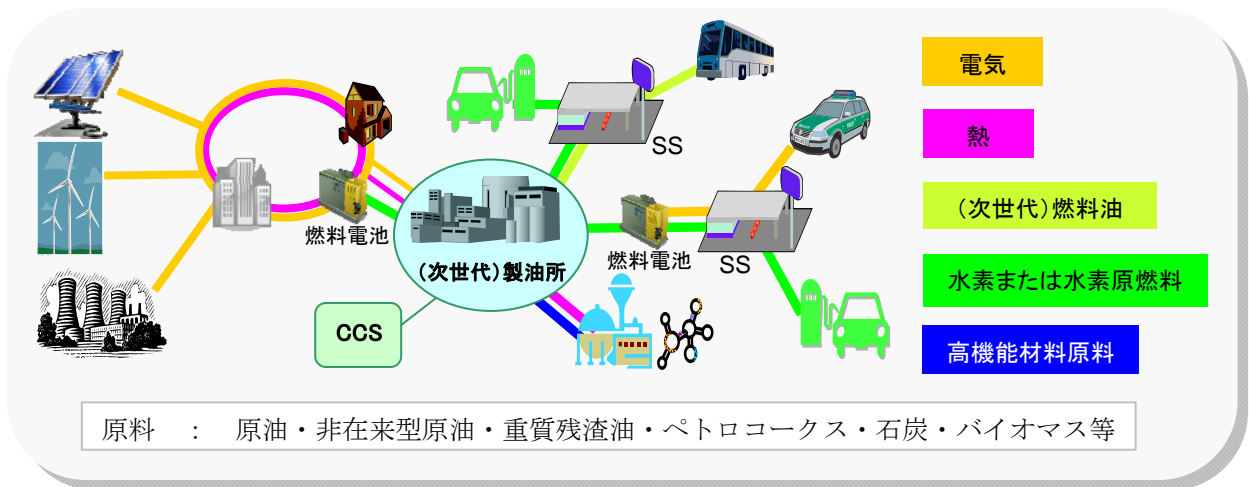 電気
熱
SS
(次世代)燃料油
燃料電池
(次世代)製油所
燃料電池
SS
水素または水素原燃料
CCS
高機能材料原料
原料 : 原油・非在来型原油・重質残渣油・ペトロコークス・石炭・バイオマス等